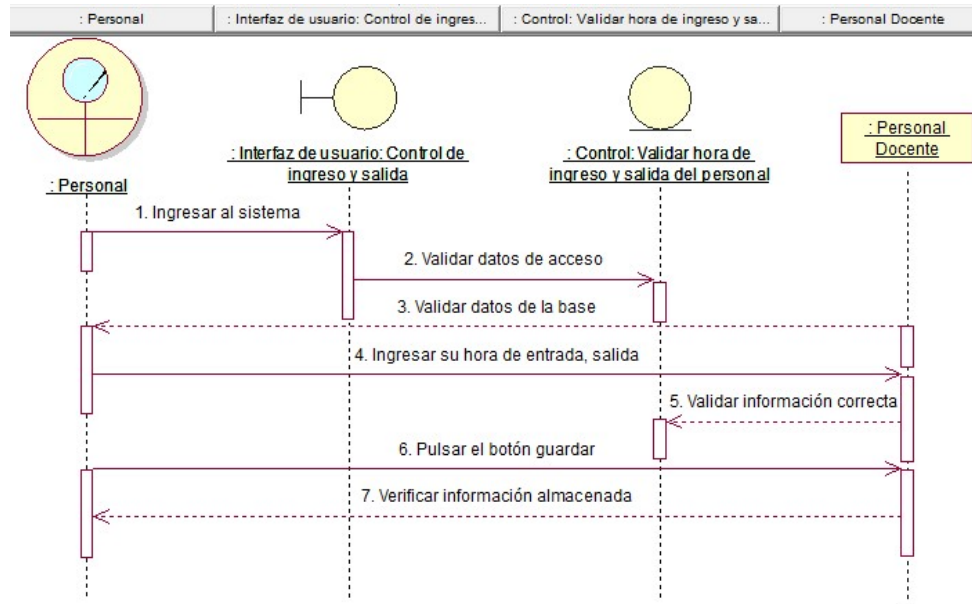 : Personal
: Interfaz de usuario: Control de ingres...
: Control: Validar hora de ingreso y sa...
: Personal Docente
: Personal
: Interfaz de usuario: Control de
ingreso y salida
: Control: Validar hora de
ingreso y salida del personal
: Personal
Docente
1. Ingresar al sistema
2. Validar datos de acceso
3. Validar datos de la base
4. Ingresar su hora de entrada, salida
5. Validar información correcta
6. Pulsar el botón guardar
7. Verificar información almacenada